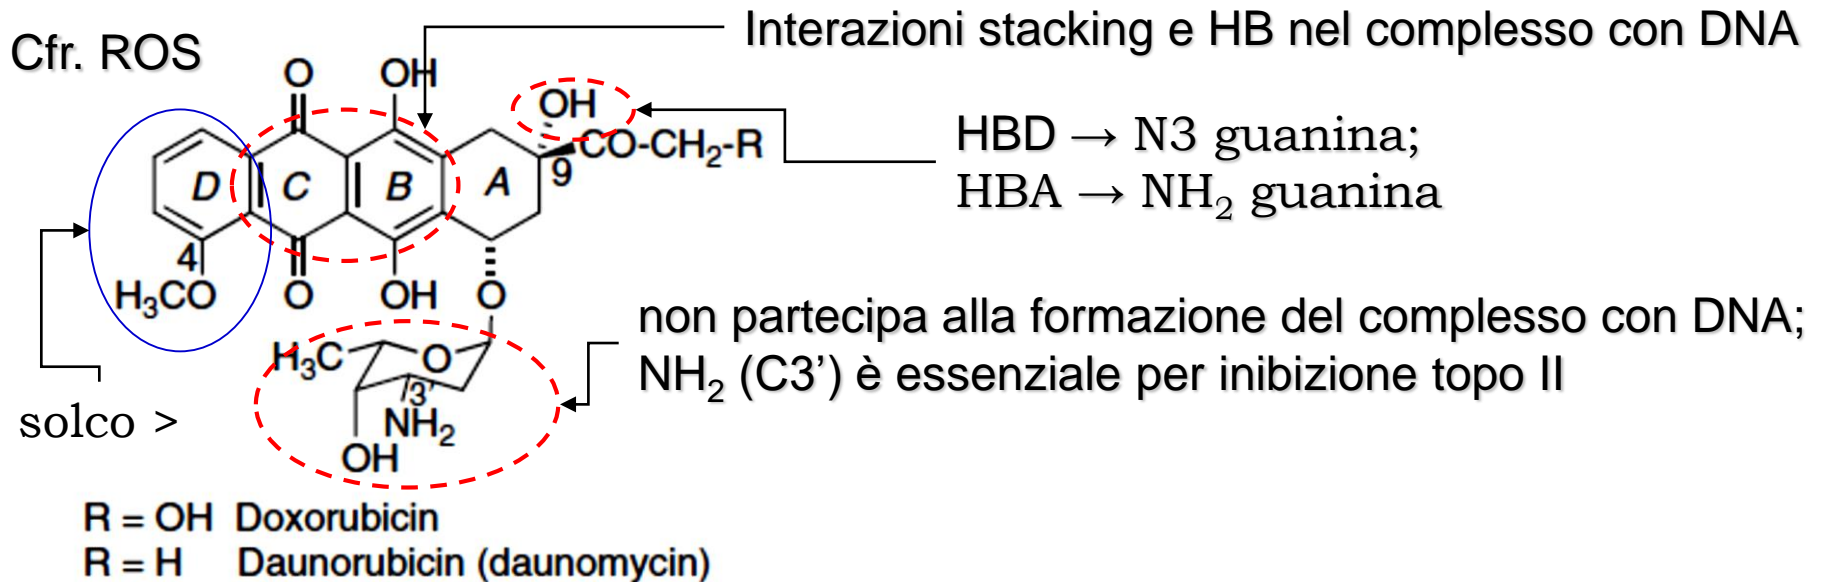 Interazioni stacking e HB nel complesso con DNA
Cfr. ROS
O
OH
OH
CO-CH₂-R
9
D
C
B
A
HBD → N3 guanina;
HBA → NH₂ guanina
4
H₃CO
O
OH
O
non partecipa alla formazione del complesso con DNA;
NH₂ (C3’) è essenziale per inibizione topo II
H₃C
O
3'
NH₂
OH
solco >
R = OH Doxorubicin
R = H Daunorubicin (daunomycin)